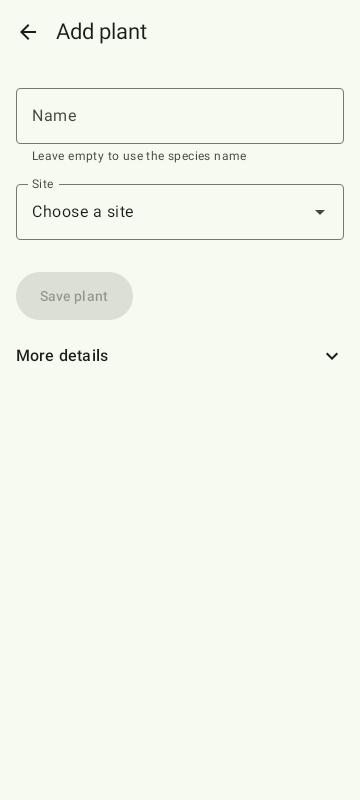 Add plant
Name
Leave empty to use the species name
Site
Choose a site
Save plant
More details